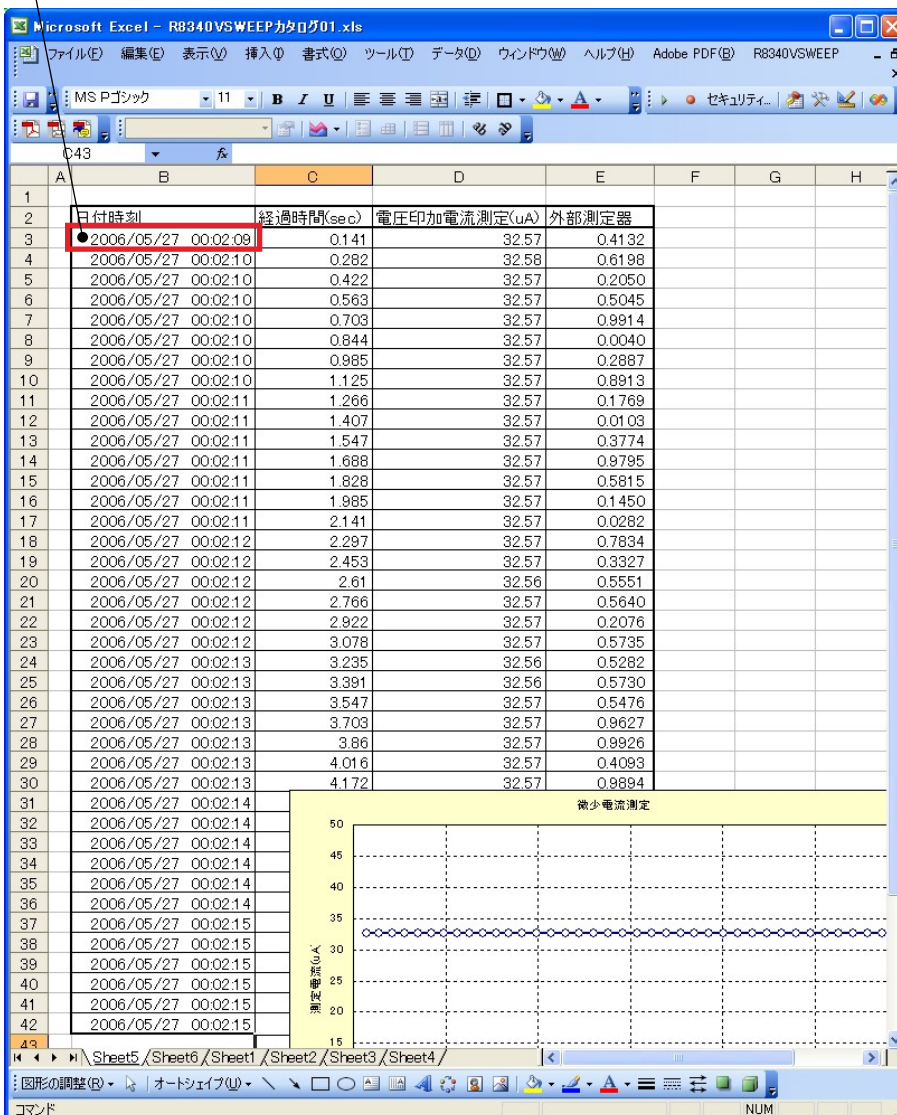 Microsoft Excel - R8340VSWEEPカタログ01.xls
ファイル(F) 編集(E) 表示(V) 挿入(I) 書式(O) ツール(T) データ(D) ウィンドウ(W) ヘルプ(H) Adobe PDF(B) R8340VSWEEP
MS Pゴシック 11 B I U A セキュリティ...
C43 fx
A B C D E F G H
1
2 日付時刻 経過時間(sec) 電圧印加電流測定(uA) 外部測定器
3 2006/05/27 00:02:09 0.141 32.57 0.4132
4 2006/05/27 00:02:10 0.282 32.58 0.6198
5 2006/05/27 00:02:10 0.422 32.57 0.2050
6 2006/05/27 00:02:10 0.563 32.57 0.5045
7 2006/05/27 00:02:10 0.703 32.57 0.9914
8 2006/05/27 00:02:10 0.844 32.57 0.0040
9 2006/05/27 00:02:10 0.985 32.57 0.2887
10 2006/05/27 00:02:10 1.125 32.57 0.8913
11 2006/05/27 00:02:11 1.266 32.57 0.1769
12 2006/05/27 00:02:11 1.407 32.57 0.0103
13 2006/05/27 00:02:11 1.547 32.57 0.3774
14 2006/05/27 00:02:11 1.688 32.57 0.9795
15 2006/05/27 00:02:11 1.828 32.57 0.5815
16 2006/05/27 00:02:11 1.985 32.57 0.1450
17 2006/05/27 00:02:11 2.141 32.57 0.0282
18 2006/05/27 00:02:12 2.297 32.57 0.7834
19 2006/05/27 00:02:12 2.453 32.57 0.3327
20 2006/05/27 00:02:12 2.61 32.56 0.5551
21 2006/05/27 00:02:12 2.766 32.57 0.5640
22 2006/05/27 00:02:12 2.922 32.57 0.2076
23 2006/05/27 00:02:12 3.078 32.57 0.5735
24 2006/05/27 00:02:13 3.235 32.56 0.5282
25 2006/05/27 00:02:13 3.391 32.56 0.5730
26 2006/05/27 00:02:13 3.547 32.57 0.5476
27 2006/05/27 00:02:13 3.703 32.57 0.9627
28 2006/05/27 00:02:13 3.86 32.57 0.9926
29 2006/05/27 00:02:13 4.016 32.57 0.4093
30 2006/05/27 00:02:13 4.172 32.57 0.9894
31 2006/05/27 00:02:14 微少電流測定
32 2006/05/27 00:02:14 50
33 2006/05/27 00:02:14
34 2006/05/27 00:02:14 45
35 2006/05/27 00:02:14 40
36 2006/05/27 00:02:14
37 2006/05/27 00:02:15 35
38 2006/05/27 00:02:15 30
39 2006/05/27 00:02:15
40 2006/05/27 00:02:15 25
41 2006/05/27 00:02:15 20
42 2006/05/27 00:02:15
43 15
測定電流(uA)
Sheet5 Sheet6 Sheet1 Sheet2 Sheet3 Sheet4
図形の調整(R) オートシェイプ(U) A
コマンド NUM